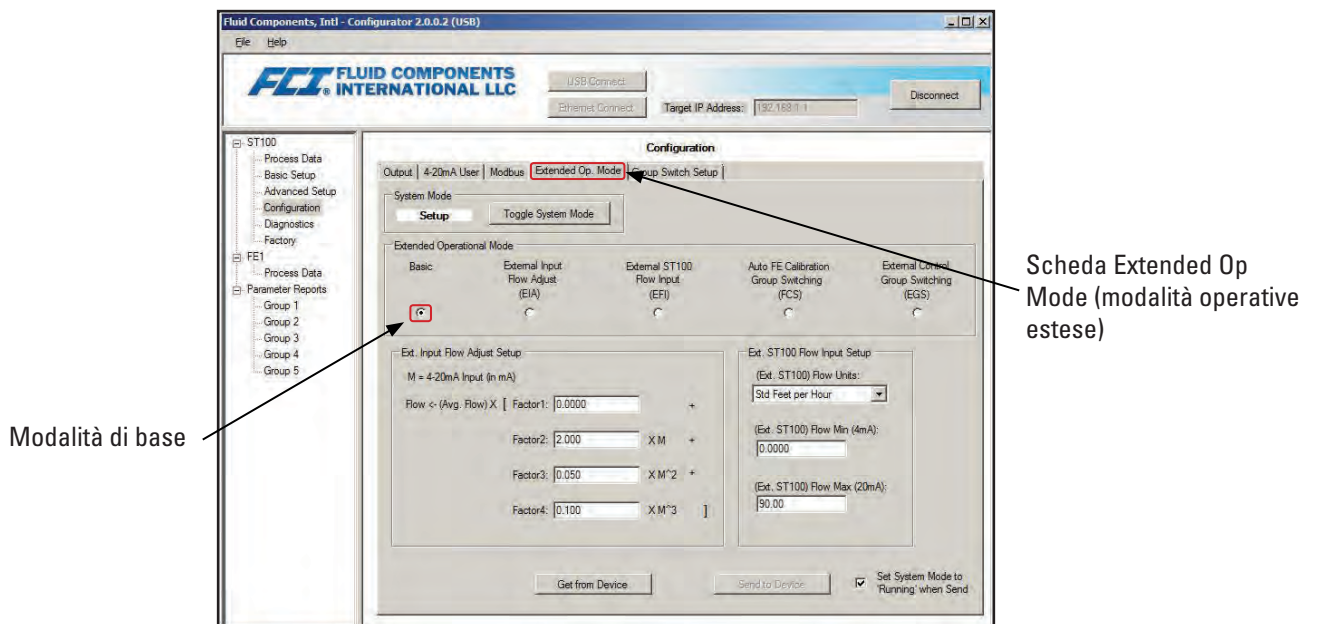 Fluid Components, Intl - Configurator 2.0.0.2 (USB)
File Help
FCI® FLUID COMPONENTS
INTERNATIONAL LLC
USB Connect
Ethernet Connect
Target IP Address: 192.168.1.1
Disconnect
ST100
Process Data
Basic Setup
Advanced Setup
Configuration
Diagnostics
Factory
FE1
Process Data
Parameter Reports
Group 1
Group 2
Group 3
Group 4
Group 5
Configuration
Output 4-20mA User Modbus Extended Op. Mode Group Switch Setup
System Mode
Setup Toggle System Mode
Extended Operational Mode
Basic
External Input
Flow Adjust
(EIA)
External ST100
Flow Input
(EFI)
Auto FE Calibration
Group Switching
(FCS)
External Control
Group Switching
(EGS)
Ext. Input Flow Adjust Setup
M = 4-20mA Input (in mA)
Flow <- (Avg. Flow) X [ Factor1: 0.0000 +
Factor2: 2.000 X M +
Factor3: 0.050 X M^2 +
Factor4: 0.100 X M^3 ]
Ext. ST100 Flow Input Setup
(Ext. ST100) Flow Units:
Std Feet per Hour
(Ext. ST100) Flow Min (4mA):
0.0000
(Ext. ST100) Flow Max (20mA):
90.00
Get from Device
Send to Device
Set System Mode to
'Running' when Send
Modalità di base
Scheda Extended Op
Mode (modalità operative
estese)